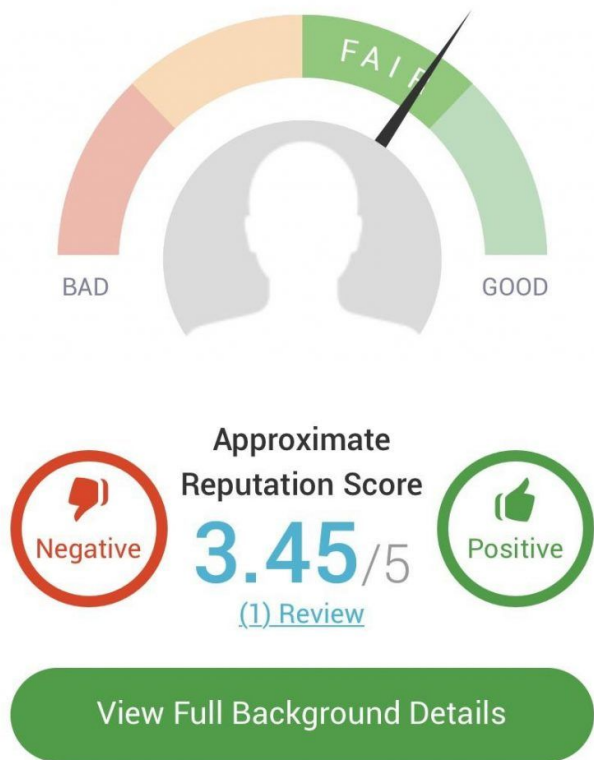 FAIR
BAD
GOOD
Approximate
Reputation Score
Negative
3.45/5
Positive
(1) Review
View Full Background Details